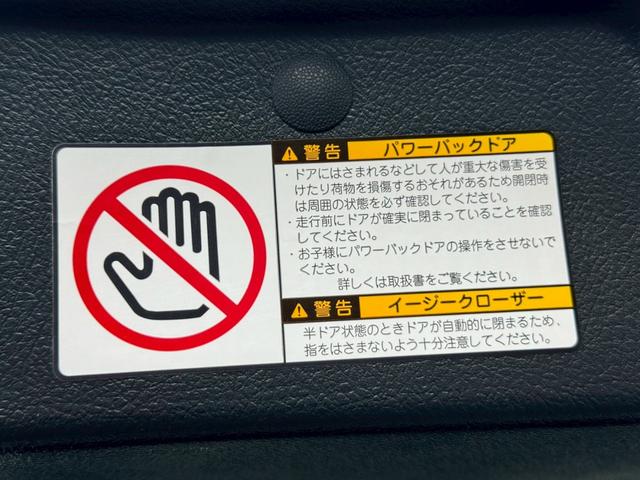 警告 パワーバックドア
・ドアにはさまれるなどして人が重大な傷害を受
けたり荷物を損傷するおそれがあるため開閉時
は周囲の状態を必ず確認してください。
・走行前にドアが確実に閉まっていることを確認
してください。
・お子様にパワーバックドアの操作をさせないで
ください。
詳しくは取扱書をご覧ください。
警告 イージークローザー
半ドア状態のときドアが自動的に閉まるため、
指をはさまないよう十分注意してください。